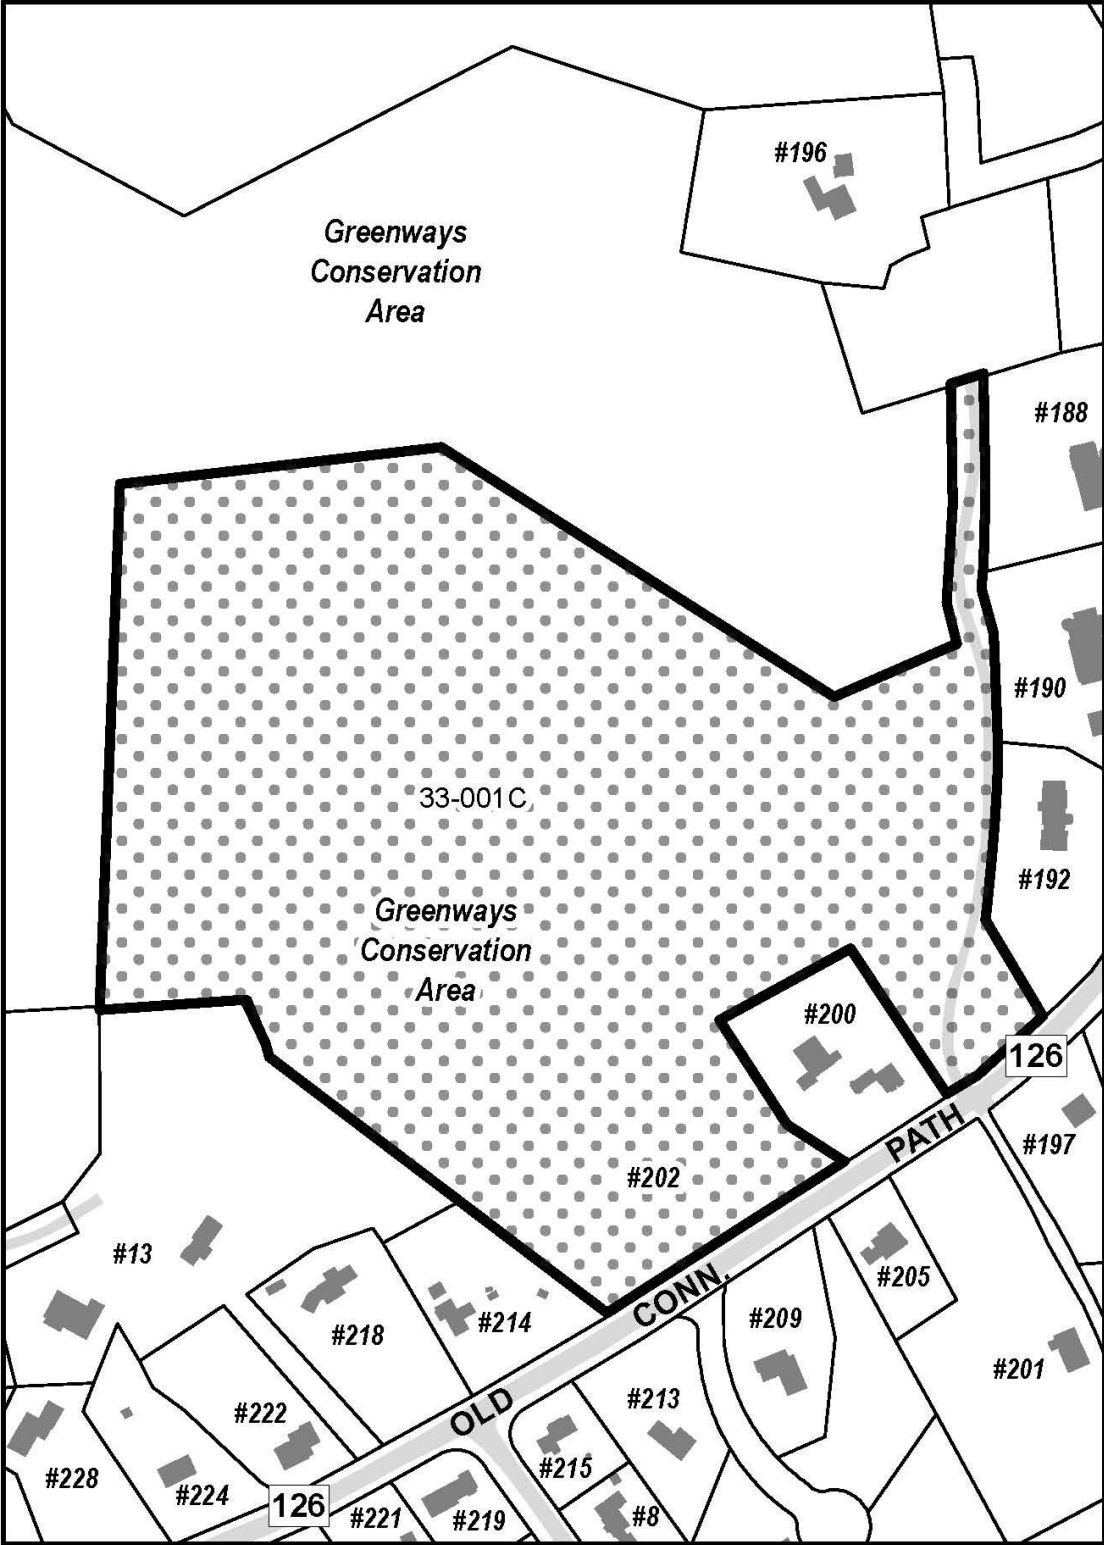 #196
Greenways
Conservation
Area
#188
#190
33-001C
#192
Greenways
Conservation
Area
#200
126
#197
#202
OLD CONN. PATH
#13
#205
#214
#209
#218
#201
#213
#222
#215
#228
#224
126
#221
#219
#8